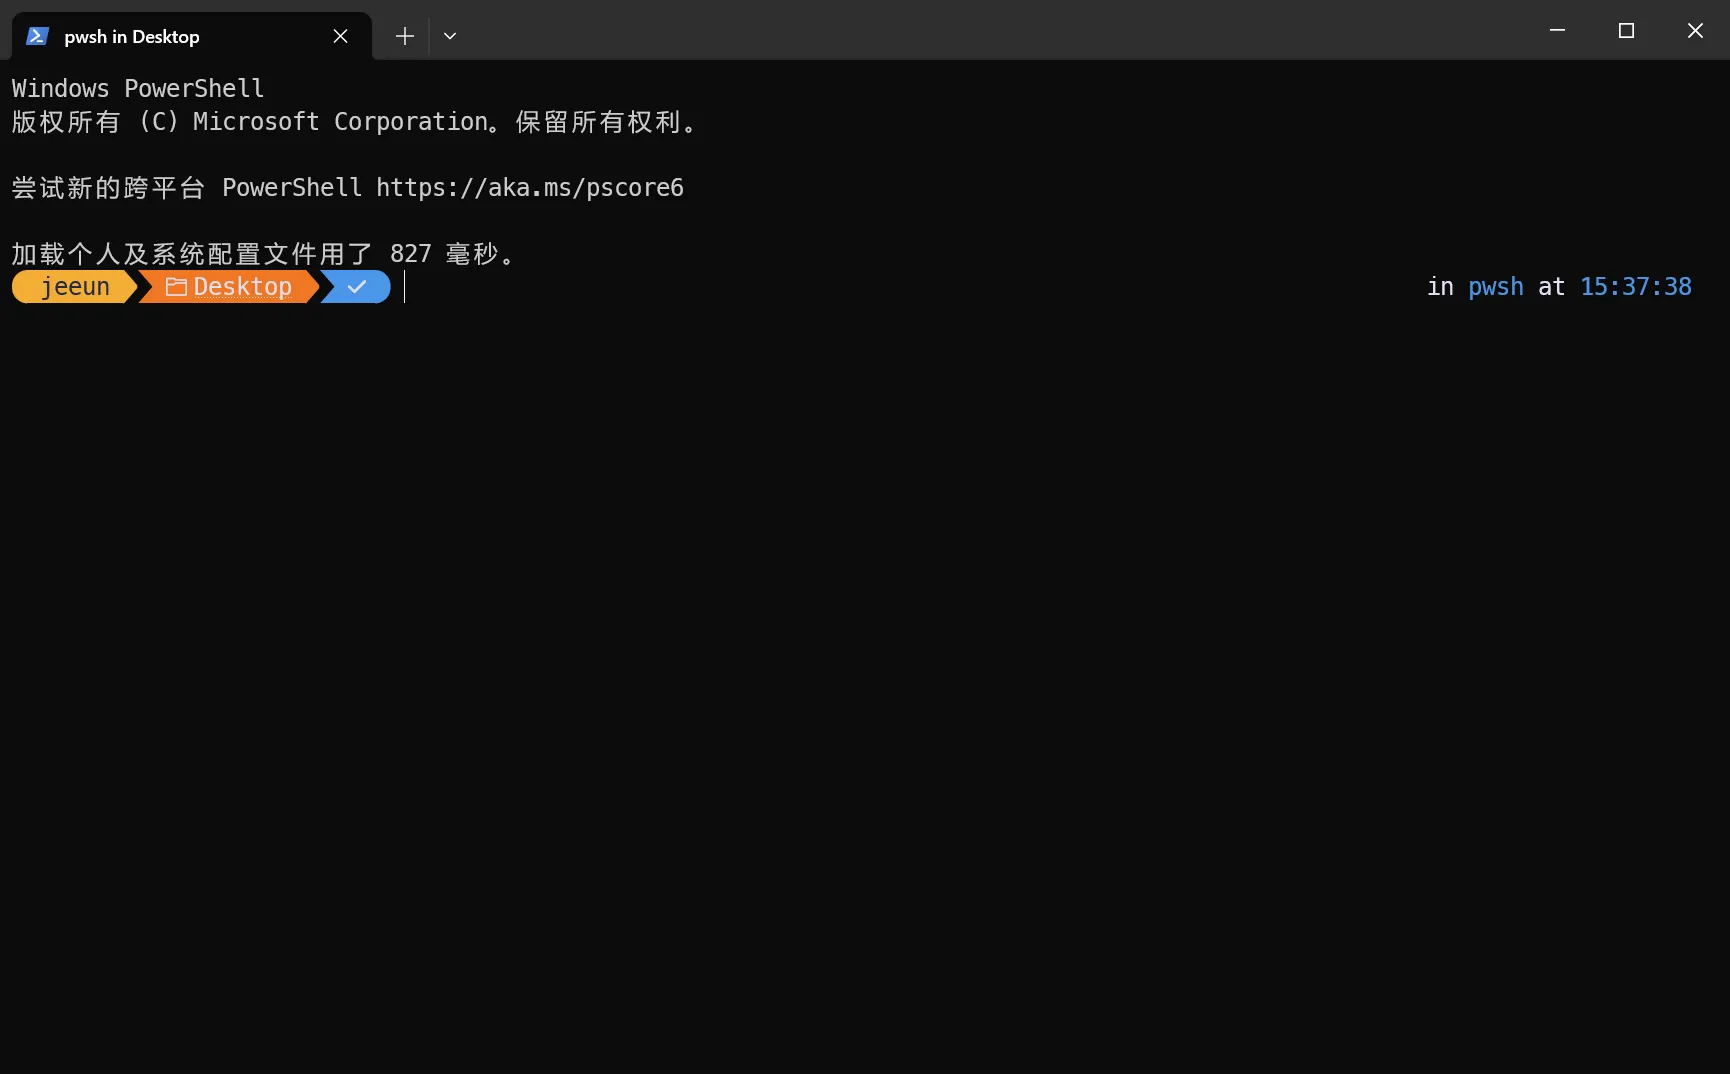 pwsh in Desktop
Windows PowerShell
版权所有 (C) Microsoft Corporation。保留所有权利。
尝试新的跨平台 PowerShell https://aka.ms/pscore6
加载个人及系统配置文件用了 827 毫秒。
jeeun Desktop in pwsh at 15:37:38